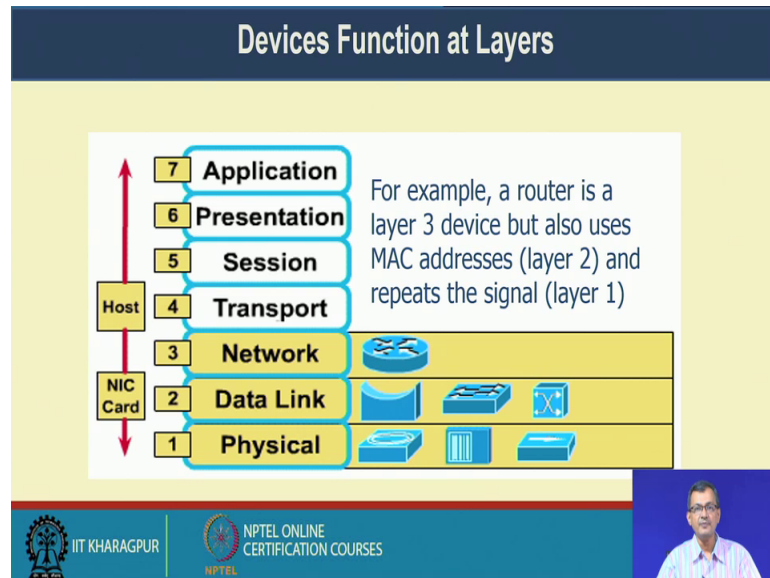 Devices Function at Layers
7 Application
6 Presentation
5 Session
Host 4 Transport
3 Network
NIC Card 2 Data Link
1 Physical
For example, a router is a
layer 3 device but also uses
MAC addresses (layer 2) and
repeats the signal (layer 1)
IIT KHARAGPUR
NPTEL
NPTEL ONLINE
CERTIFICATION COURSES